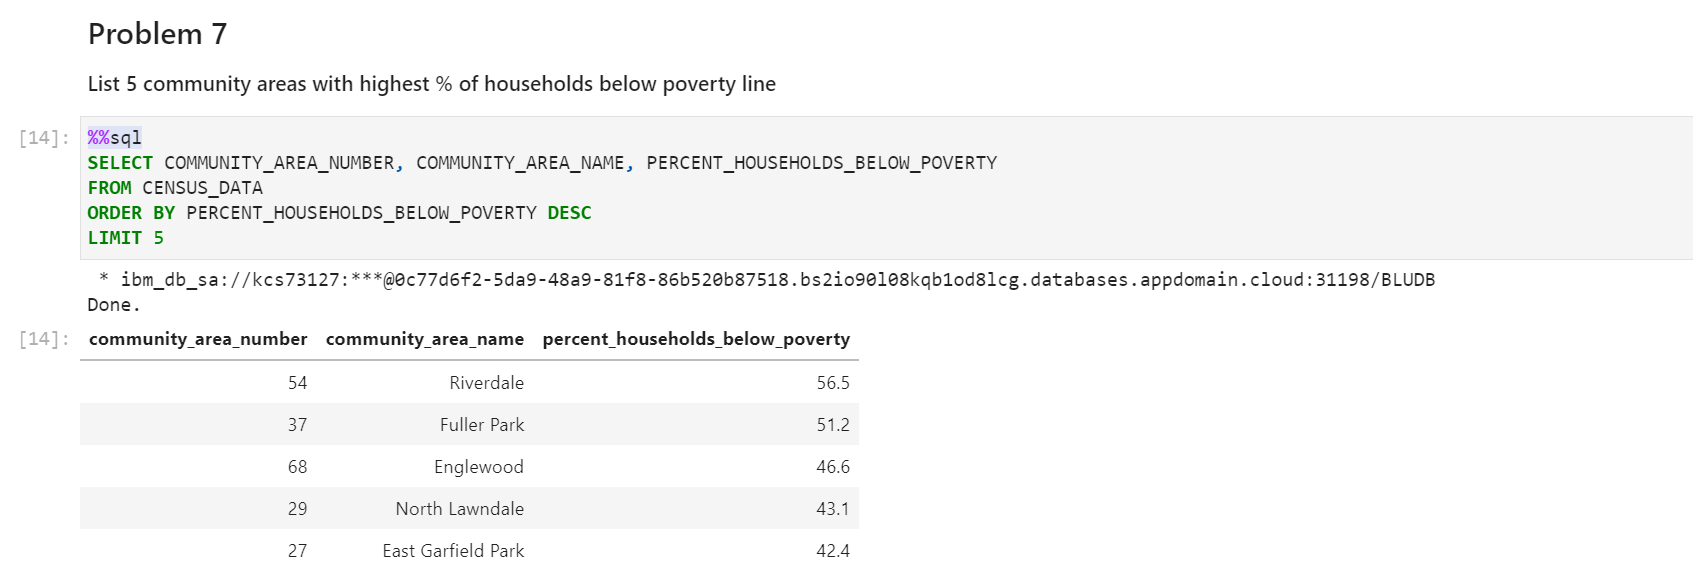 Problem 7
List 5 community areas with highest % of households below poverty line
[14]: %%sql
SELECT COMMUNITY_AREA_NUMBER, COMMUNITY_AREA_NAME, PERCENT_HOUSEHOLDS_BELOW_POVERTY
FROM CENSUS_DATA
ORDER BY PERCENT_HOUSEHOLDS_BELOW_POVERTY DESC
LIMIT 5
* ibm_db_sa://kcs73127:***@0c77d6f2-5da9-48a9-81f8-86b520b87518.bs2io90l08kqb1od8lcg.databases.appdomain.cloud:31198/BLUDB
Done.
[14]: community_area_number community_area_name percent_households_below_poverty
54 Riverdale 56.5
37 Fuller Park 51.2
68 Englewood 46.6
29 North Lawndale 43.1
27 East Garfield Park 42.4